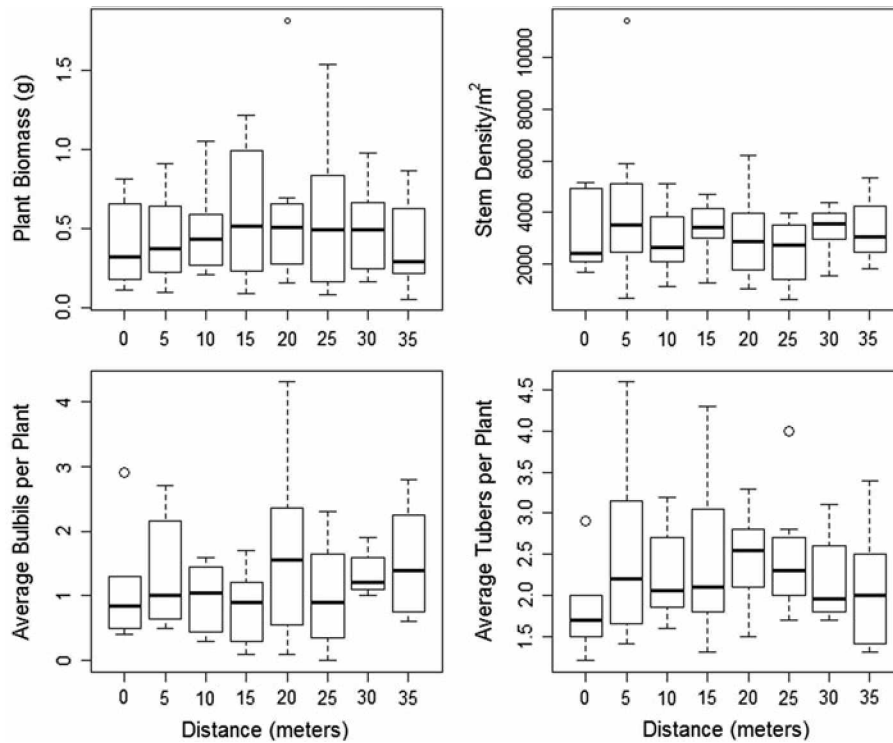 Plant Biomass (g)
1.5
1.0
0.5
0.0
0 5 10 15 20 25 30 35
Stem Density/m²
10000
8000
6000
4000
2000
0 5 10 15 20 25 30 35
Average Bulbils per Plant
4
3
2
1
0
0 5 10 15 20 25 30 35
Distance (meters)
Average Tubers per Plant
4.5
4.0
3.5
3.0
2.5
2.0
1.5
0 5 10 15 20 25 30 35
Distance (meters)